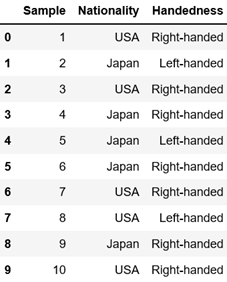 Sample Nationality Handedness
0 1 USA Right-handed
1 2 Japan Left-handed
2 3 USA Right-handed
3 4 Japan Right-handed
4 5 Japan Left-handed
5 6 Japan Right-handed
6 7 USA Right-handed
7 8 USA Left-handed
8 9 Japan Right-handed
9 10 USA Right-handed